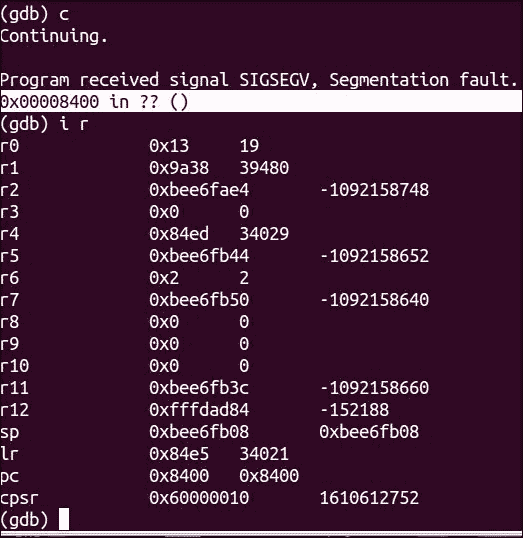 (gdb) c
Continuing.
Program received signal SIGSEGV, Segmentation fault.
0x00008400 in ?? ()
(gdb) i r
r0 0x13 19
r1 0x9a38 39480
r2 0xbee6fae4 -1092158748
r3 0x0 0
r4 0x84ed 34029
r5 0xbee6fb44 -1092158652
r6 0x2 2
r7 0xbee6fb50 -1092158640
r8 0x0 0
r9 0x0 0
r10 0x0 0
r11 0xbee6fb3c -1092158660
r12 0xfffdad84 -152188
sp 0xbee6fb08 0xbee6fb08
lr 0x84e5 34021
pc 0x8400 0x8400
cpsr 0x60000010 1610612752
(gdb)